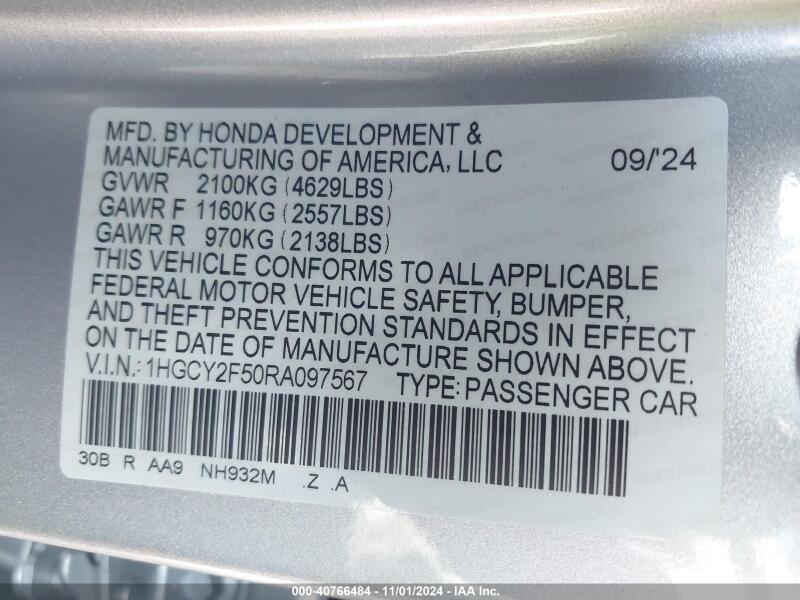 MFD. BY HONDA DEVELOPMENT &
MANUFACTURING OF AMERICA, LLC 09/'24
GVWR 2100KG (4629LBS)
GAWR F 1160KG (2557LBS)
GAWR R 970KG (2138LBS)
THIS VEHICLE CONFORMS TO ALL APPLICABLE
FEDERAL MOTOR VEHICLE SAFETY, BUMPER,
AND THEFT PREVENTION STANDARDS IN EFFECT
ON THE DATE OF MANUFACTURE SHOWN ABOVE.
V.I.N.: 1HGCY2F50RA097567 TYPE: PASSENGER CAR
30B R AA9 NH932M .Z .A
000-40766484 - 11/01/2024 - IAA Inc.